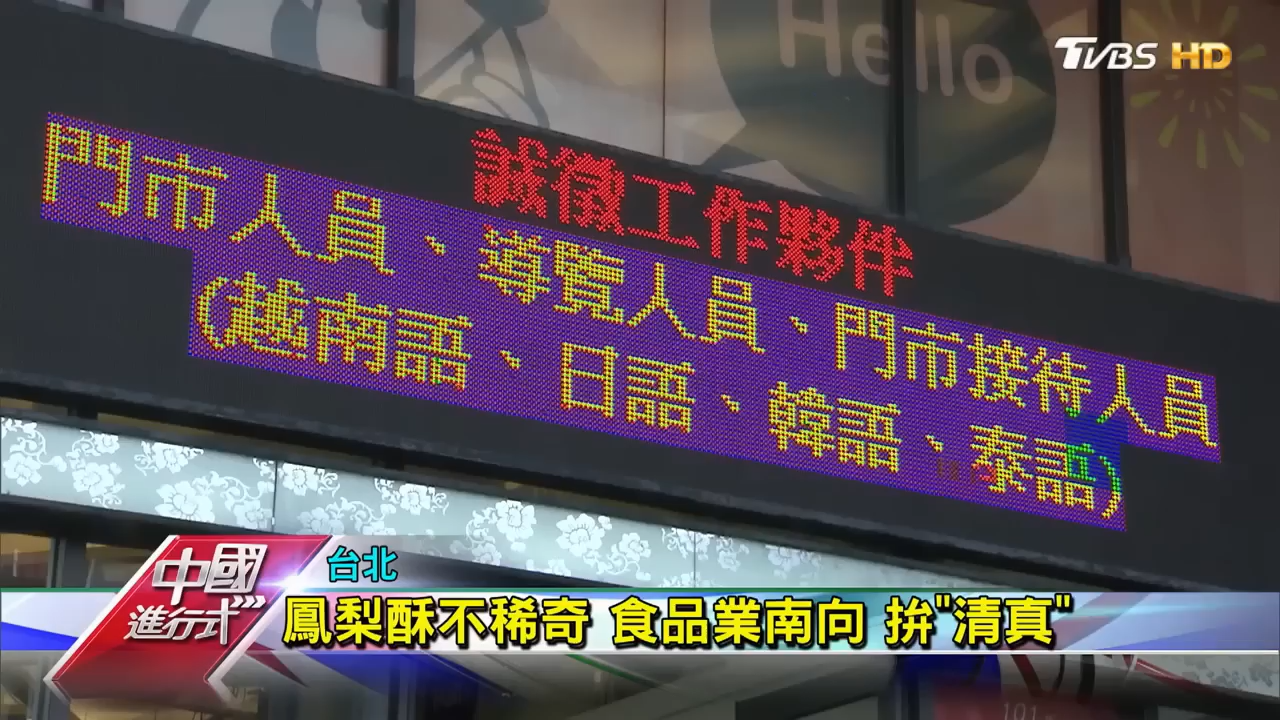 Hello
TVBS HD
誠徵工作夥伴
門市人員、導覽人員、門市接待人員
(越南語、日語、韓語、泰語)
台北
中國進行式
鳳梨酥不稀奇 食品業南向 拚"清真"